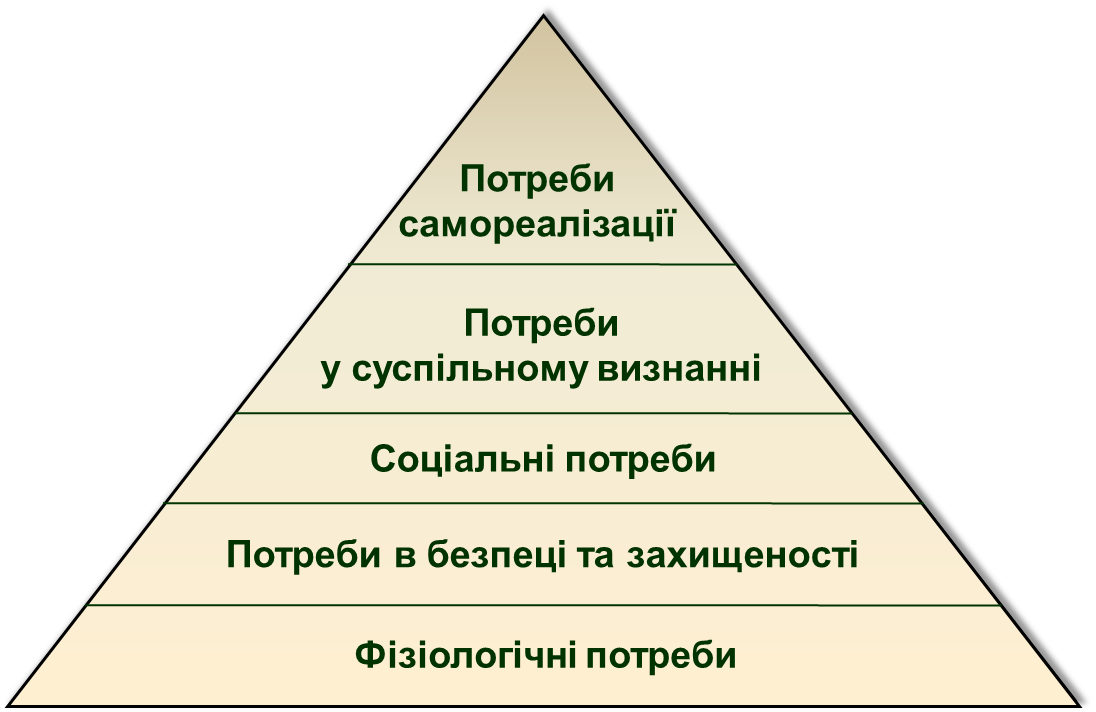 Потреби
самореалізації
Потреби
у суспільному визнанні
Соціальні потреби
Потреби в безпеці та захищеності
Фізіологічні потреби